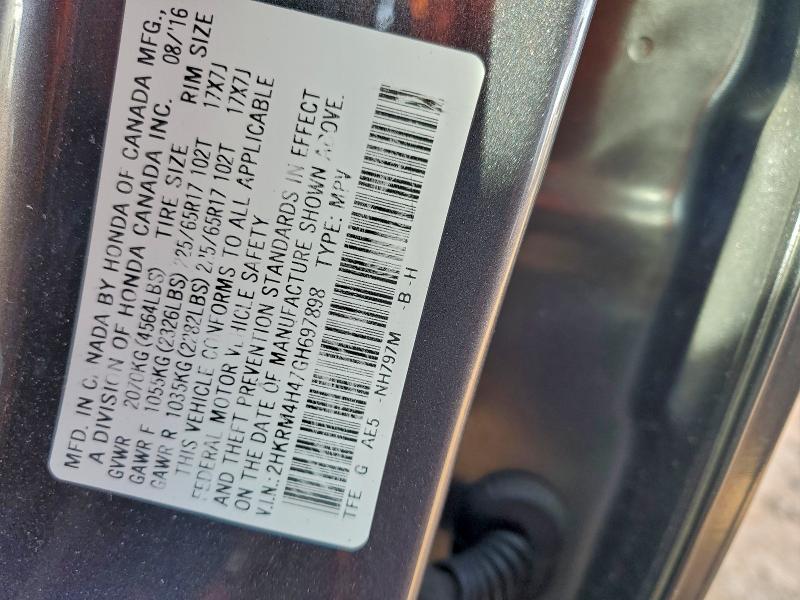 MFD. IN CANADA BY HONDA OF CANADA MFG.,
A DIVISION OF HONDA CANADA INC. 08/16
GVWR 2070KG (4564LBS) TIRE SIZE RIM SIZE
GAWR F 1055KG (2326LBS) 225/65R17 102T 17X7J
GAWR R 1035KG (2282LBS) 225/65R17 102T 17X7J
THIS VEHICLE CONFORMS TO ALL APPLICABLE
FEDERAL MOTOR VEHICLE SAFETY
AND THEFT PREVENTION STANDARDS IN EFFECT
ON THE DATE OF MANUFACTURE SHOWN ABOVE.
V.I.N.: 2HKRM4H47GH697898 TYPE: MPV
TFE G AE5 -NH797M -B -H